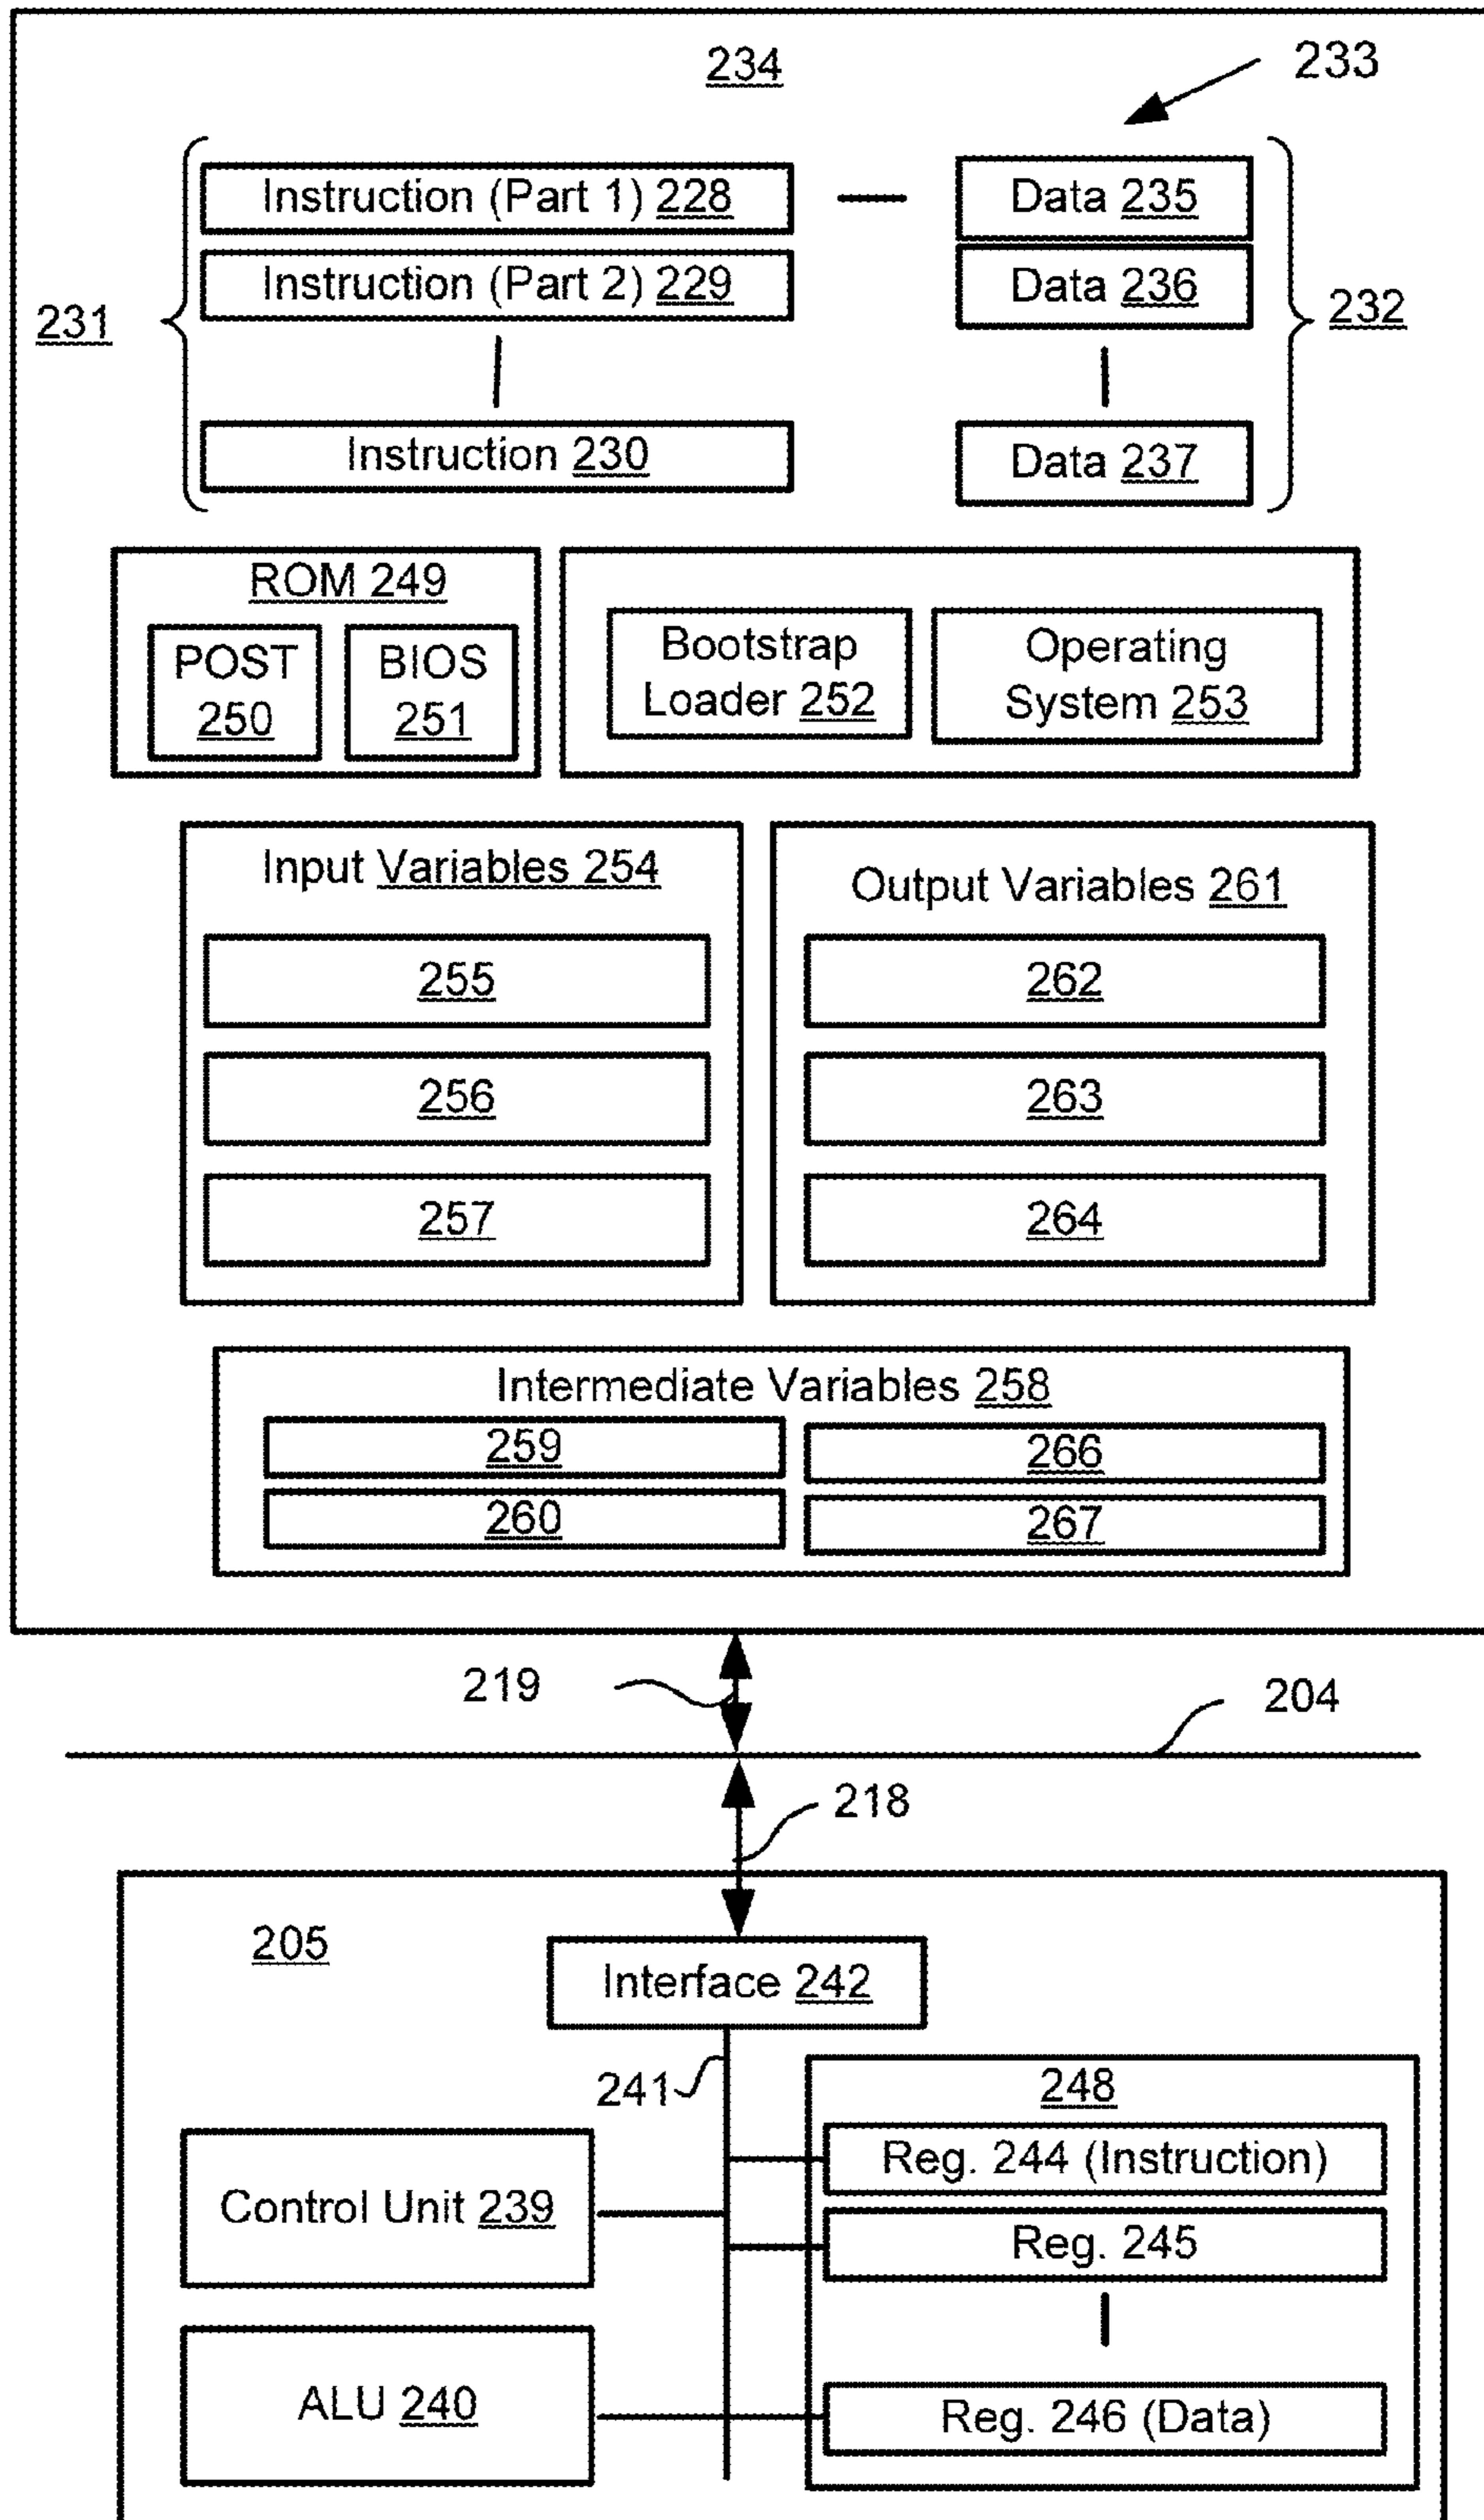 234
233
Instruction (Part 1) 228
Data 235
Instruction (Part 2) 229
Data 236
231
232
Instruction 230
Data 237
ROM 249
POST
250
BIOS
251
Bootstrap
Loader 252
Operating
System 253
Input Variables 254
255
256
257
Output Variables 261
262
263
264
Intermediate Variables 258
259
266
260
267
219
204
218
205
Interface 242
241
248
Reg. 244 (Instruction)
Control Unit 239
Reg. 245
ALU 240
Reg. 246 (Data)